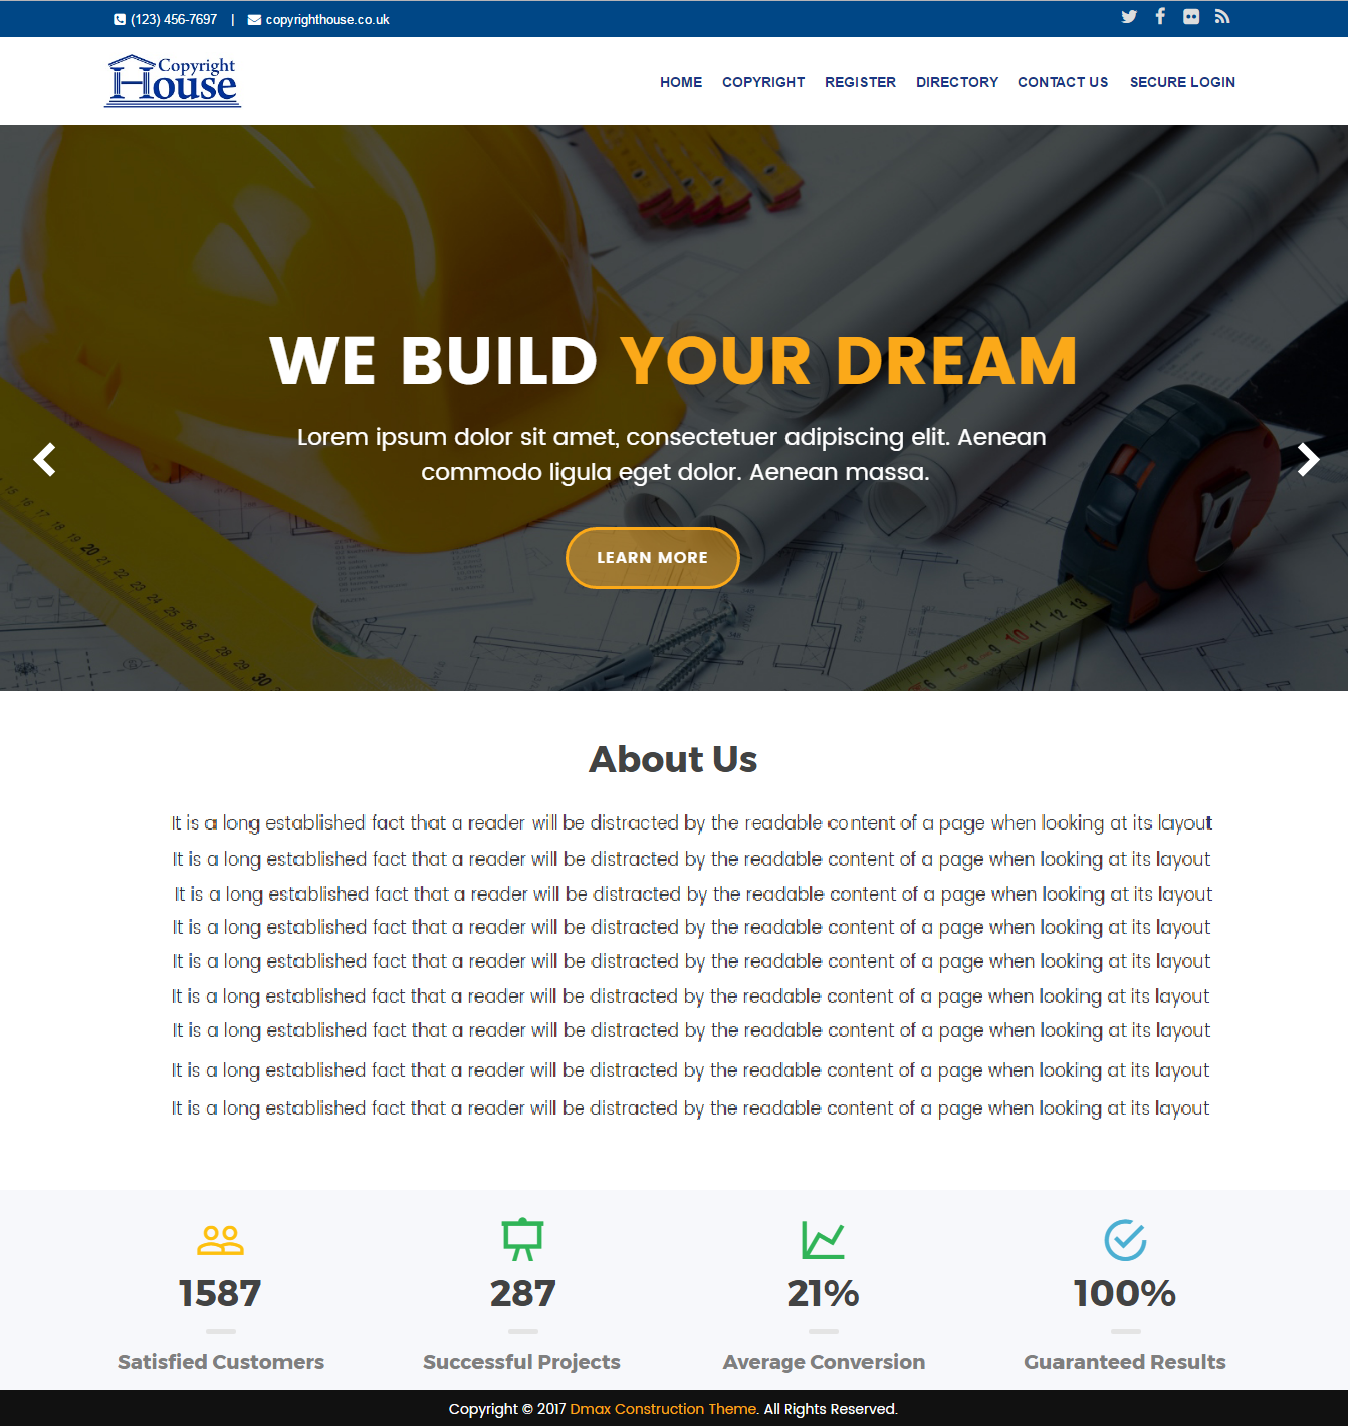 (123) 456-7697 | copyrighthouse.co.uk
Copyright
House
HOME COPYRIGHT REGISTER DIRECTORY CONTACT US SECURE LOGIN
WE BUILD YOUR DREAM
Lorem ipsum dolor sit amet, consectetuer adipiscing elit. Aenean
commodo ligula eget dolor. Aenean massa.
LEARN MORE
20
30
5 6 7 8 9 10 11 12 13
About Us
It is a long established fact that a reader will be distracted by the readable content of a page when looking at its layout
It is a long established fact that a reader will be distracted by the readable content of a page when looking at its layout
It is a long established fact that a reader will be distracted by the readable content of a page when looking at its layout
It is a long established fact that a reader will be distracted by the readable content of a page when looking at its layout
It is a long established fact that a reader will be distracted by the readable content of a page when looking at its layout
It is a long established fact that a reader will be distracted by the readable content of a page when looking at its layout
It is a long established fact that a reader will be distracted by the readable content of a page when looking at its layout
It is a long established fact that a reader will be distracted by the readable content of a page when looking at its layout
It is a long established fact that a reader will be distracted by the readable content of a page when looking at its layout
1587 287 21% 100%
Satisfied Customers Successful Projects Average Conversion Guaranteed Results
Copyright © 2017 Dmax Construction Theme. All Rights Reserved.